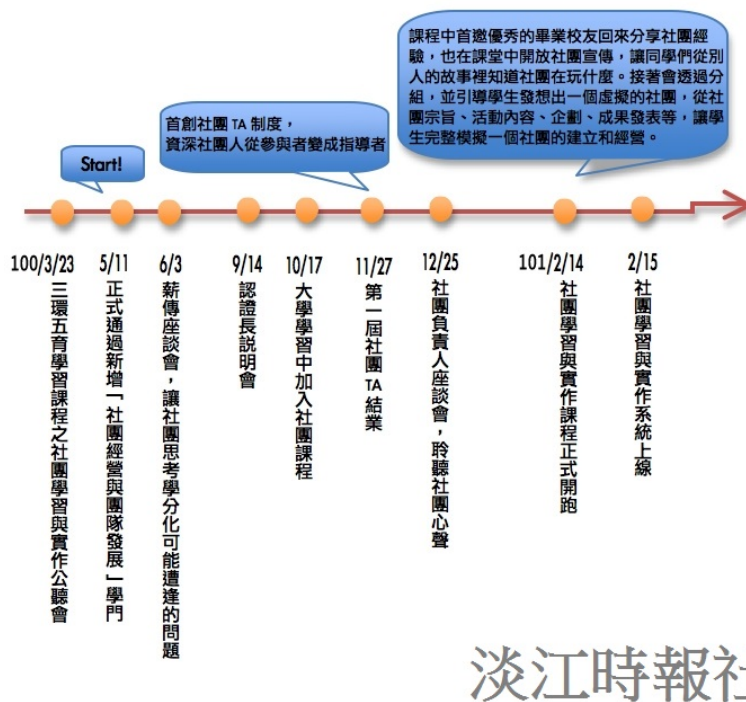 課程中首邀優秀的畢業校友回來分享社團經
驗，也在課堂中開放社團宣傳，讓同學們從別
人的故事裡知道社團在玩什麼。接著會透過分
組，並引導學生發想出一個虛擬的社團，從社
團宗旨、活動內容、企劃、成果發表等，讓學
生完整模擬一個社團的建立和經營。
首創社團 TA 制度，
資深社團人從參與者變成指導者
Start!
100/3/23
三環五育學習課程之社團學習與實作公聽會
5/11
正式通過新增「社團經營與團隊發展」學門
6/3
薪傳座談會，讓社團思考學分化可能遭逢的問題
9/14
認證長說明會
10/17
大學學習中加入社團課程
11/27
第一屆社團 TA 結業
12/25
社團負責人座談會，聆聽社團心聲
101/2/14
社團學習與實作課程正式開跑
2/15
社團學習與實作系統上線
淡江時報社